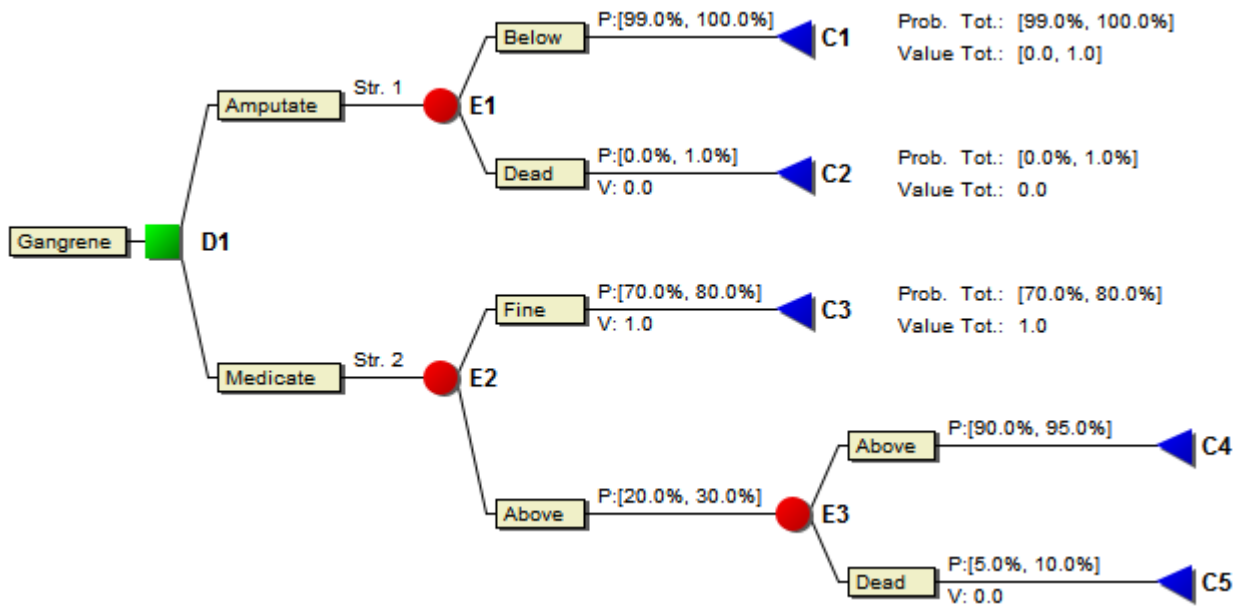 P:[99.0%, 100.0%]
Below
C1
Prob. Tot.: [99.0%, 100.0%]
Value Tot.: [0.0, 1.0]
Str. 1
Amputate
E1
P:[0.0%, 1.0%]
Dead
V: 0.0
C2
Prob. Tot.: [0.0%, 1.0%]
Value Tot.: 0.0
Gangrene
D1
P:[70.0%, 80.0%]
Fine
V: 1.0
C3
Prob. Tot.: [70.0%, 80.0%]
Value Tot.: 1.0
Str. 2
Medicate
E2
P:[90.0%, 95.0%]
Above
C4
P:[20.0%, 30.0%]
Above
E3
P:[5.0%, 10.0%]
Dead
V: 0.0
C5